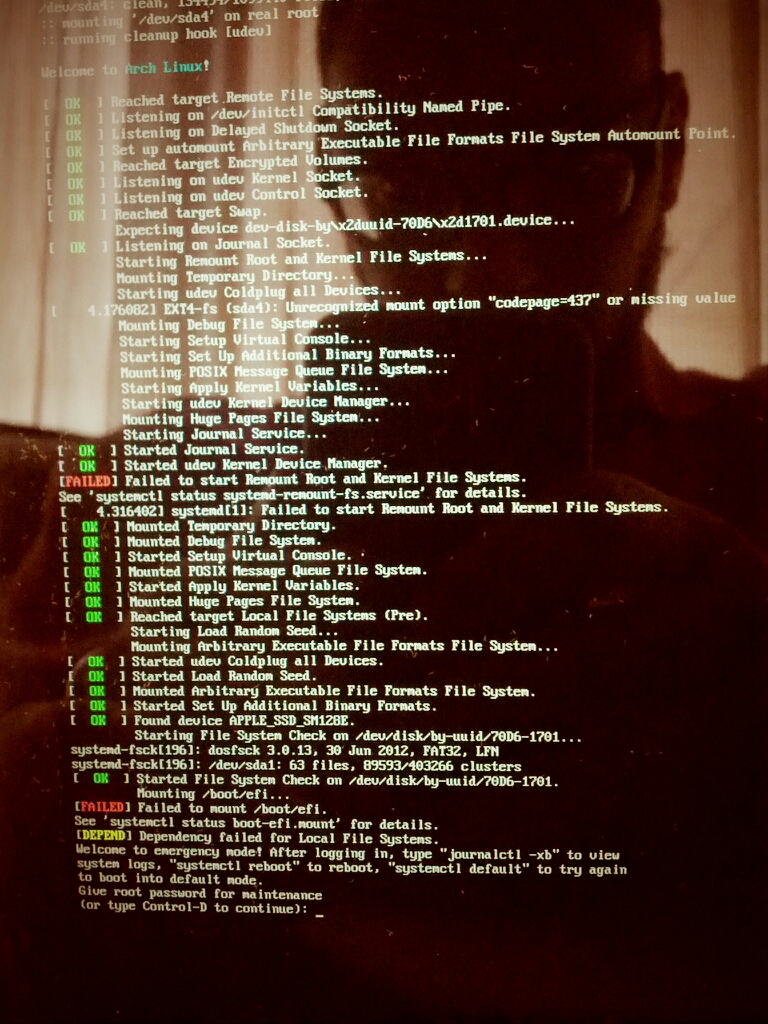 /dev/sda4: clean,
:: mounting '/dev/sda4' on real root
:: running cleanup hook [udev]
Welcome to Arch Linux!
[ OK ] Reached target Remote File Systems.
[ OK ] Listening on /dev/initctl Compatibility Named Pipe.
[ OK ] Listening on Delayed Shutdown Socket.
[ OK ] Set up automount Arbitrary Executable File Formats File System Automount Point.
[ OK ] Reached target Encrypted Volumes.
[ OK ] Listening on udev Kernel Socket.
[ OK ] Listening on udev Control Socket.
[ OK ] Reached target Swap.
Expecting device dev-disk-by\x2duuid-70D6\x2d1701.device...
[ OK ] Listening on Journal Socket.
Starting Remount Root and Kernel File Systems...
Mounting Temporary Directory...
Starting udev Coldplug all Devices...
[ 4.176082] EXT4-fs (sda4): Unrecognized mount option "codepage=437" or missing value
Mounting Debug File System...
Starting Setup Virtual Console...
Starting Set Up Additional Binary Formats...
Mounting POSIX Message Queue File System...
Starting Apply Kernel Variables...
Starting udev Kernel Device Manager...
Mounting Huge Pages File System...
Starting Journal Service...
[ OK ] Started Journal Service.
[ OK ] Started udev Kernel Device Manager.
[FAILED] Failed to start Remount Root and Kernel File Systems.
See 'systemctl status systemd-remount-fs.service' for details.
[ 4.316402] systemd[1]: Failed to start Remount Root and Kernel File Systems.
[ OK ] Mounted Temporary Directory.
[ OK ] Mounted Debug File System.
[ OK ] Started Setup Virtual Console.
[ OK ] Mounted POSIX Message Queue File System.
[ OK ] Started Apply Kernel Variables.
[ OK ] Mounted Huge Pages File System.
[ OK ] Reached target Local File Systems (Pre).
Starting Load Random Seed...
Mounting Arbitrary Executable File Formats File System...
[ OK ] Started udev Coldplug all Devices.
[ OK ] Started Load Random Seed.
[ OK ] Mounted Arbitrary Executable File Formats File System.
[ OK ] Started Set Up Additional Binary Formats.
[ OK ] Found device APPLE_SSD_SM128E.
Starting File System Check on /dev/disk/by-uuid/70D6-1701...
systemd-fsck[196]: dosfsck 3.0.13, 30 Jun 2012, FAT32, LFN
systemd-fsck[196]: /dev/sda1: 63 files, 89593/403266 clusters
[ OK ] Started File System Check on /dev/disk/by-uuid/70D6-1701.
Mounting /boot/efi...
[FAILED] Failed to mount /boot/efi.
See 'systemctl status boot-efi.mount' for details.
[DEPEND] Dependency failed for Local File Systems.
Welcome to emergency mode! After logging in, type "journalctl -xb" to view
system logs, "systemctl reboot" to reboot, "systemctl default" to try again
to boot into default mode.
Give root password for maintenance
(or type Control-D to continue): _